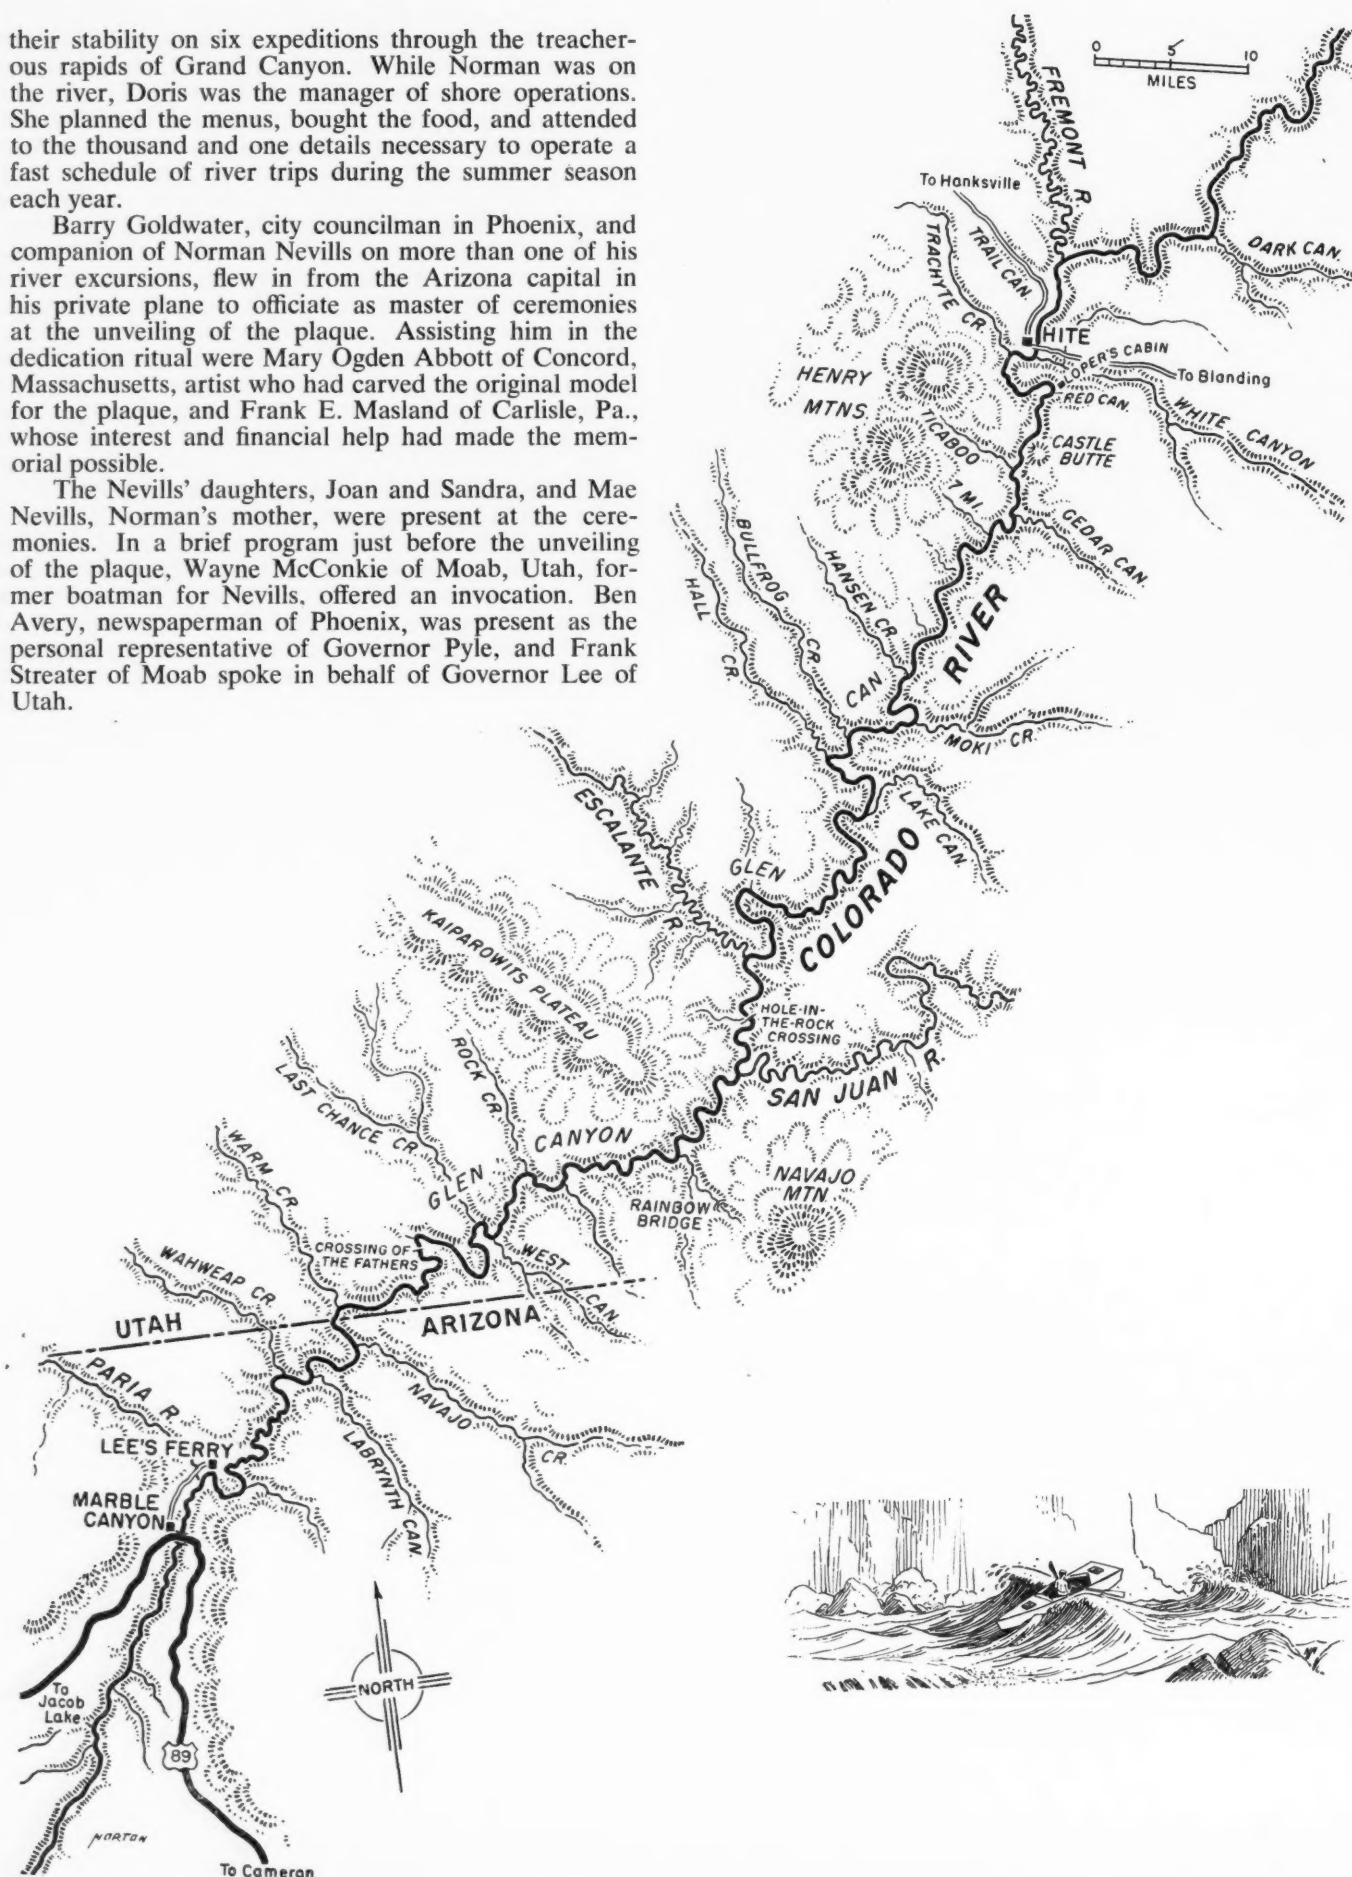 their stability on six expeditions through the treacher-
ous rapids of Grand Canyon. While Norman was on
the river, Doris was the manager of shore operations.
She planned the menus, bought the food, and attended
to the thousand and one details necessary to operate a
fast schedule of river trips during the summer season
each year.
Barry Goldwater, city councilman in Phoenix, and
companion of Norman Nevills on more than one of his
river excursions, flew in from the Arizona capital in
his private plane to officiate as master of ceremonies
at the unveiling of the plaque. Assisting him in the
dedication ritual were Mary Ogden Abbott of Concord,
Massachusetts, artist who had carved the original model
for the plaque, and Frank E. Masland of Carlisle, Pa.,
whose interest and financial help had made the mem-
orial possible.
The Nevills' daughters, Joan and Sandra, and Mae
Nevills, Norman's mother, were present at the cere-
monies. In a brief program just before the unveiling
of the plaque, Wayne McConkie of Moab, Utah, for-
mer boatman for Nevills, offered an invocation. Ben
Avery, newspaperman of Phoenix, was present as the
personal representative of Governor Pyle, and Frank
Streater of Moab spoke in behalf of Governor Lee of
Utah.
0 5 10
MILES
FREMONT R
To Hanksville
TRAIL CAN.
TRACHYTE CR.
DARK CAN.
HITE
LOPER'S CABIN
To Blanding
RED CAN.
WHITE CANYON
HENRY
MTNS.
TICABOO
CASTLE
BUTTE
7 MI.
CEDAR CAN.
BULLFROG CR.
HANSEN CR.
HALL CR.
CAN
RIVER
MOKI CR.
LAKE CAN.
ESCALANTE R
GLEN
COLORADO
KAIPAROWITS PLATEAU
HOLE-IN-
THE-ROCK
CROSSING
SAN JUAN R.
ROCK CR.
LAST CHANCE CR.
CANYON
GLEN
NAVAJO
MTN.
RAINBOW
BRIDGE
WARM CR.
CROSSING OF
THE FATHERS
WEST CAN.
WAHWEAP CR.
UTAH
ARIZONA
PARIA R.
NAVAJO CR.
LABRYNTH CAN.
LEE'S FERRY
MARBLE
CANYON
NORTH
To
Jacob
Lake
89
NORTON
To Cameron